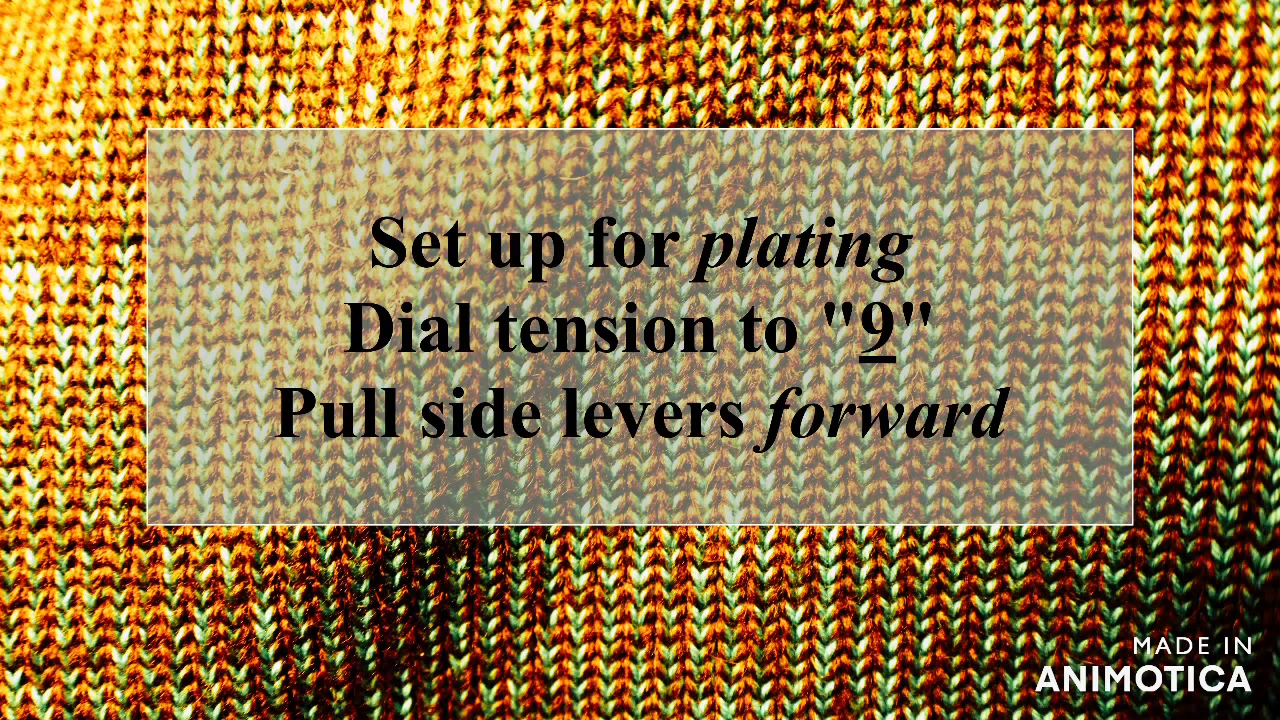 Set up for plating
Dial tension to "9"
Pull side levers forward
MADE IN
ANIMOTICA